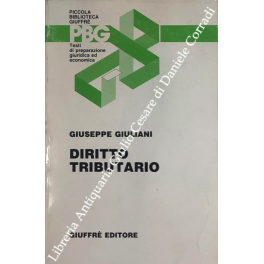 PICCOLA
BIBLIOTECA
GIUFFRÈ
PBG
Testi
di preparazione
giuridica ed
economica
GIUSEPPE GIULIANI
DIRITTO
TRIBUTARIO
GIUFFRÈ EDITORE
Libreria Antiquaria Giulio Cesare di Daniele Corradi